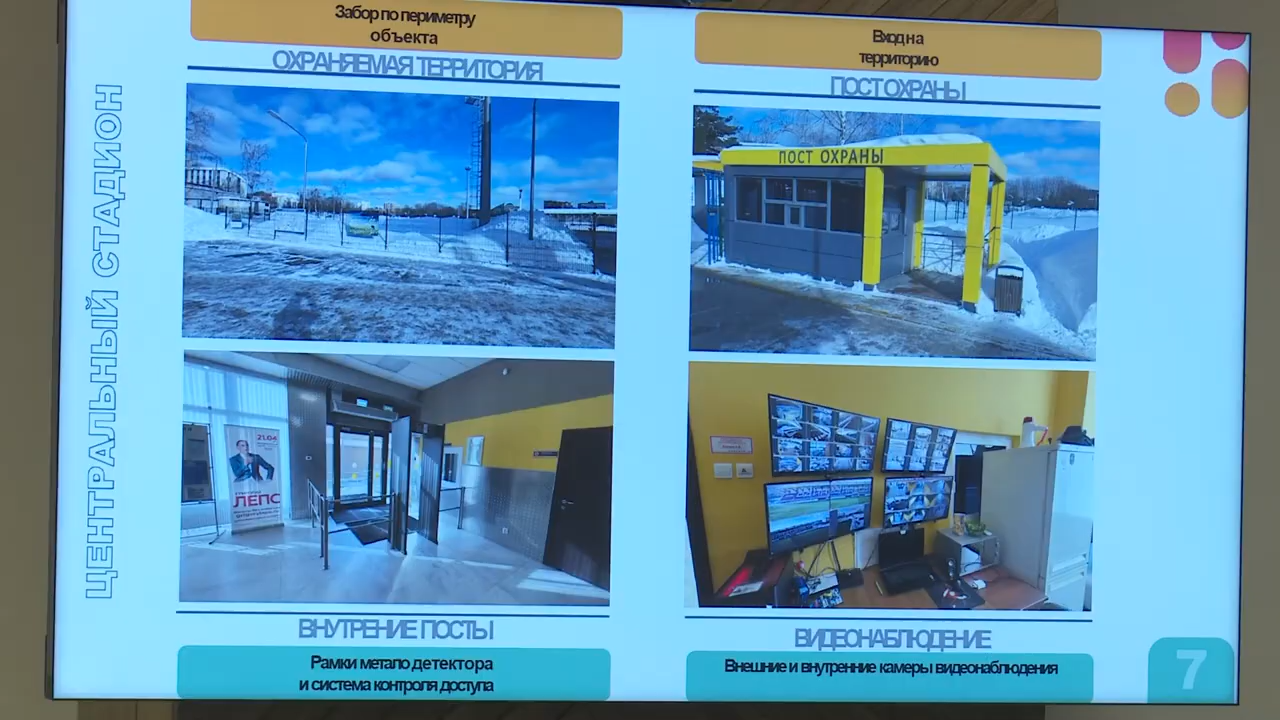 Забор по периметру
объекта
ОХРАНЯЕМАЯ ТЕРРИТОРИЯ
Вход на
территорию
ПОСТ ОХРАНЫ
ЦЕНТРАЛЬНЫЙ СТАДИОН
ПОСТ ОХРАНЫ
21.04
ЛЕПС
ВНУТРЕНИЕ ПОСТЫ
Рамки метало детектора
и система контроля доступа
ВИДЕОНАБЛЮДЕНИЕ
Внешние и внутренние камеры видеонаблюдения
7